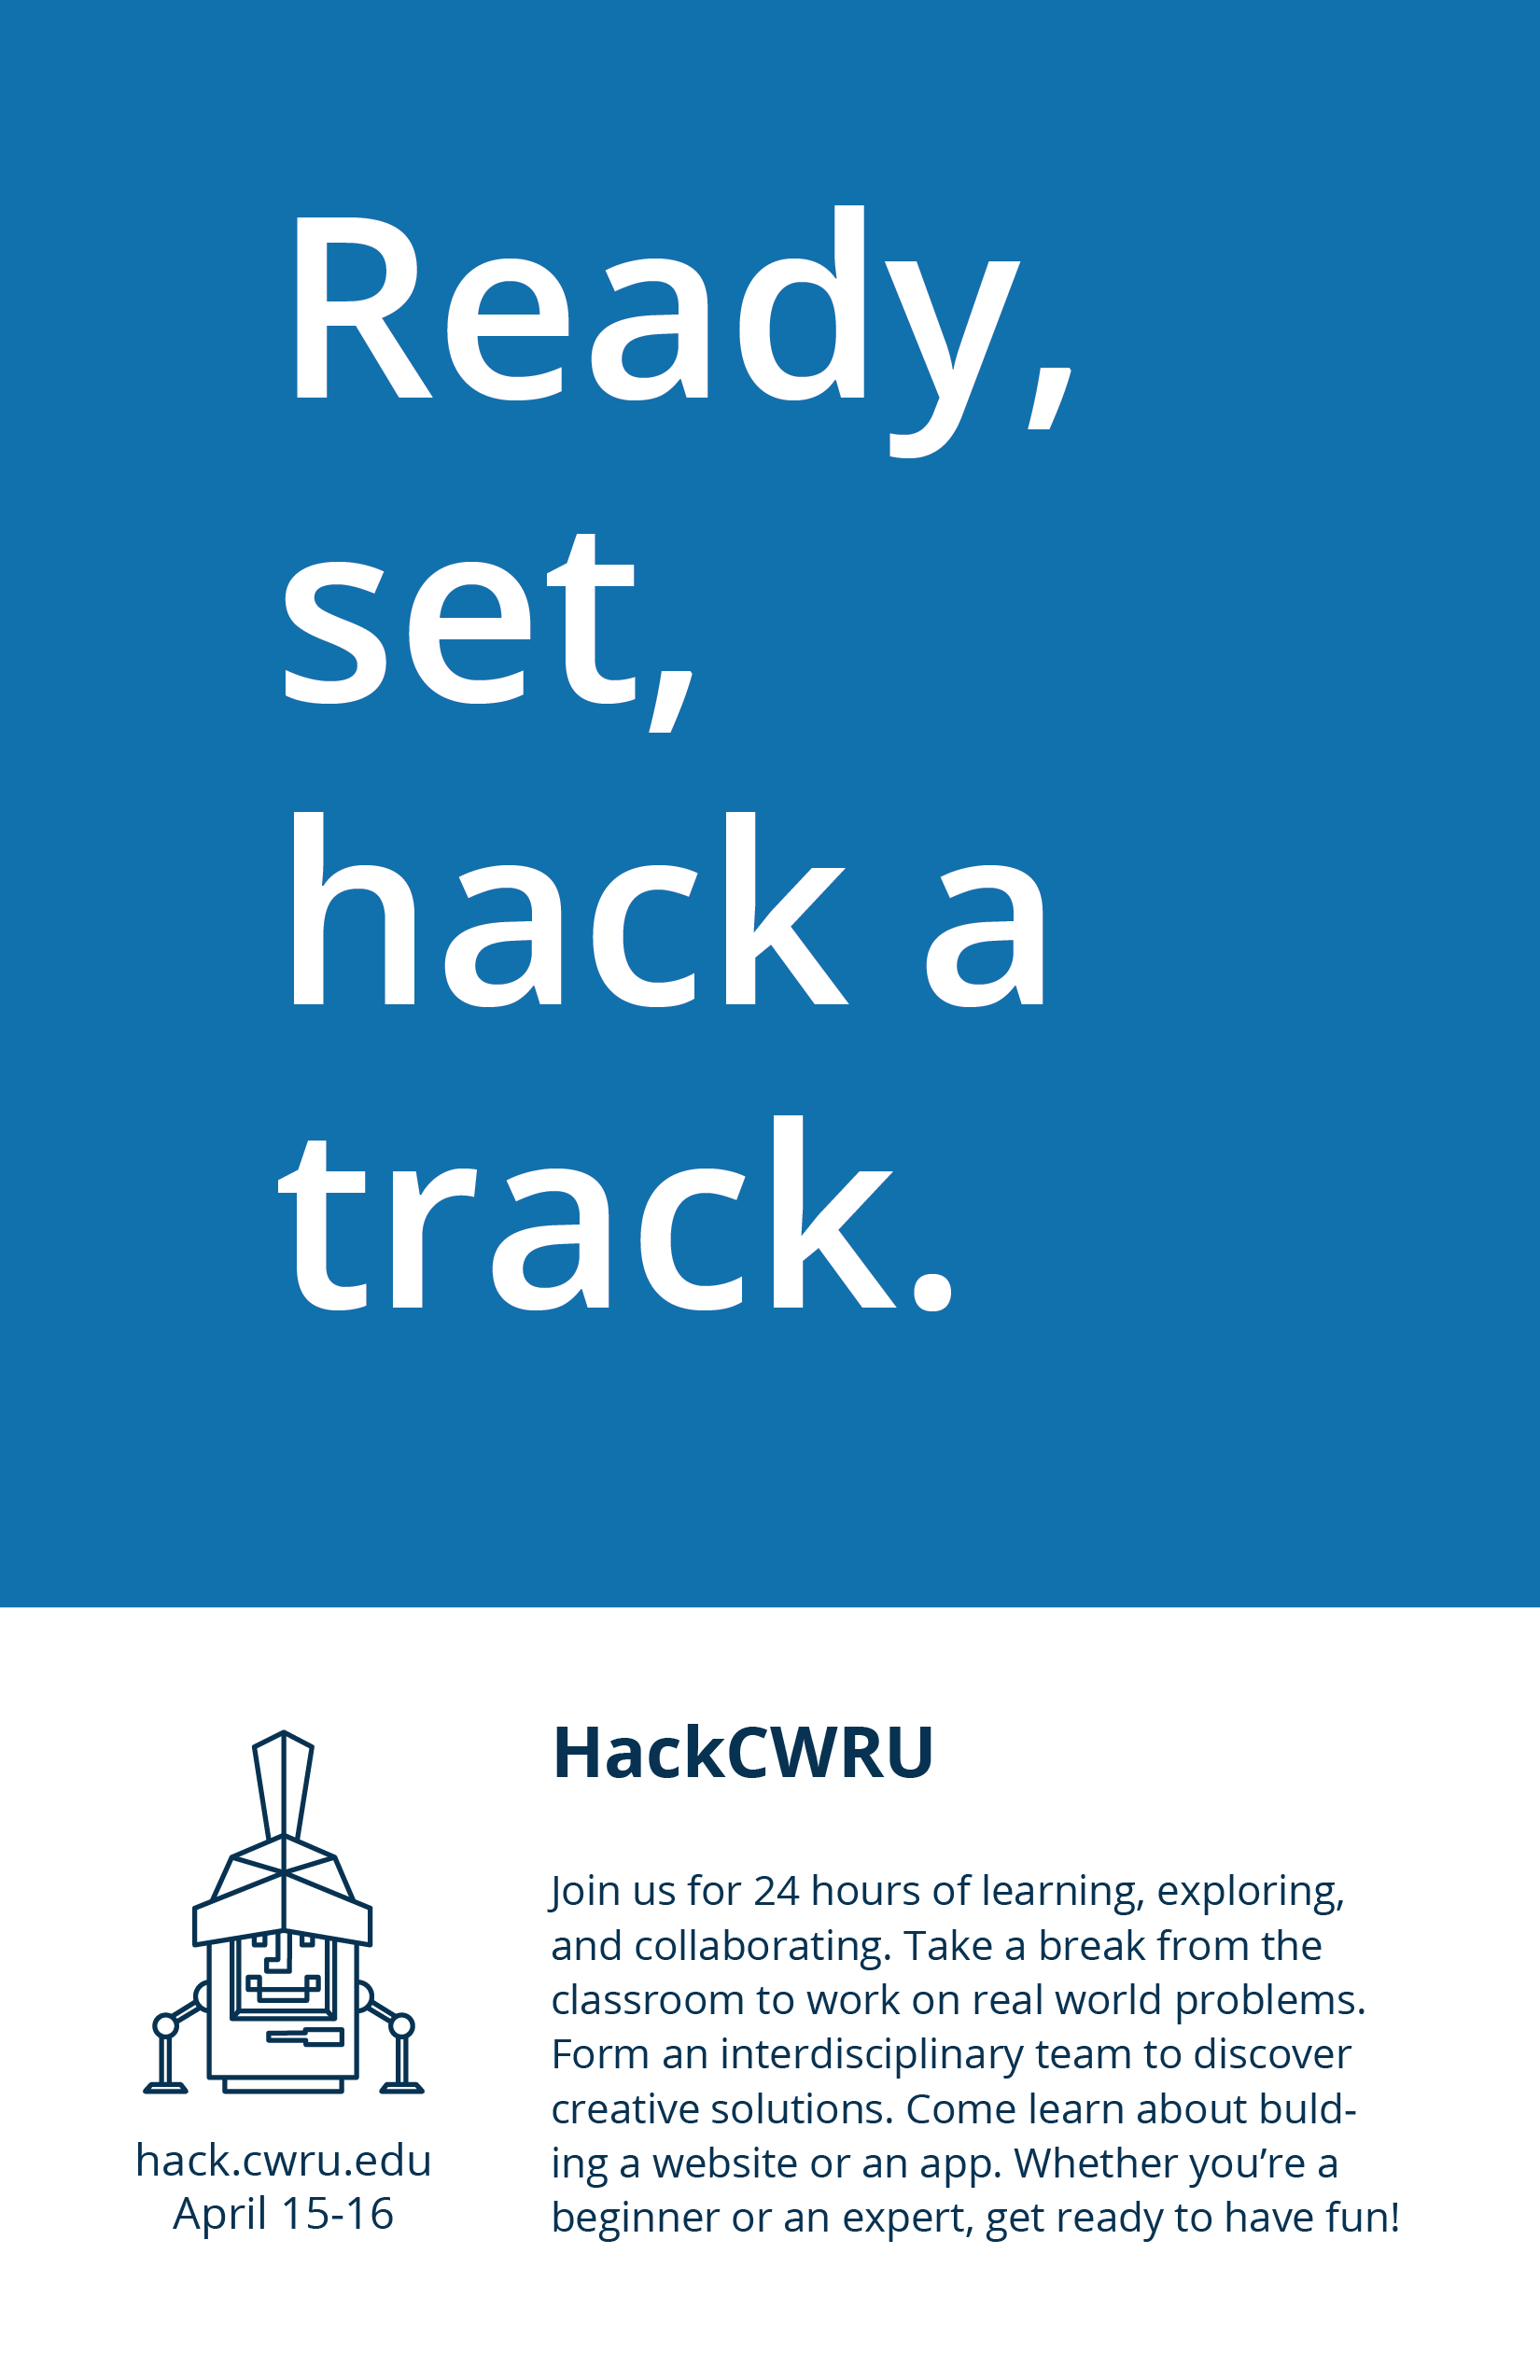 Ready,
set,
hack a
track.
HackCWRU
Join us for 24 hours of learning, exploring,
and collaborating. Take a break from the
classroom to work on real world problems.
Form an interdisciplinary team to discover
creative solutions. Come learn about buld-
ing a website or an app. Whether you’re a
beginner or an expert, get ready to have fun!
hack.cwru.edu
April 15-16